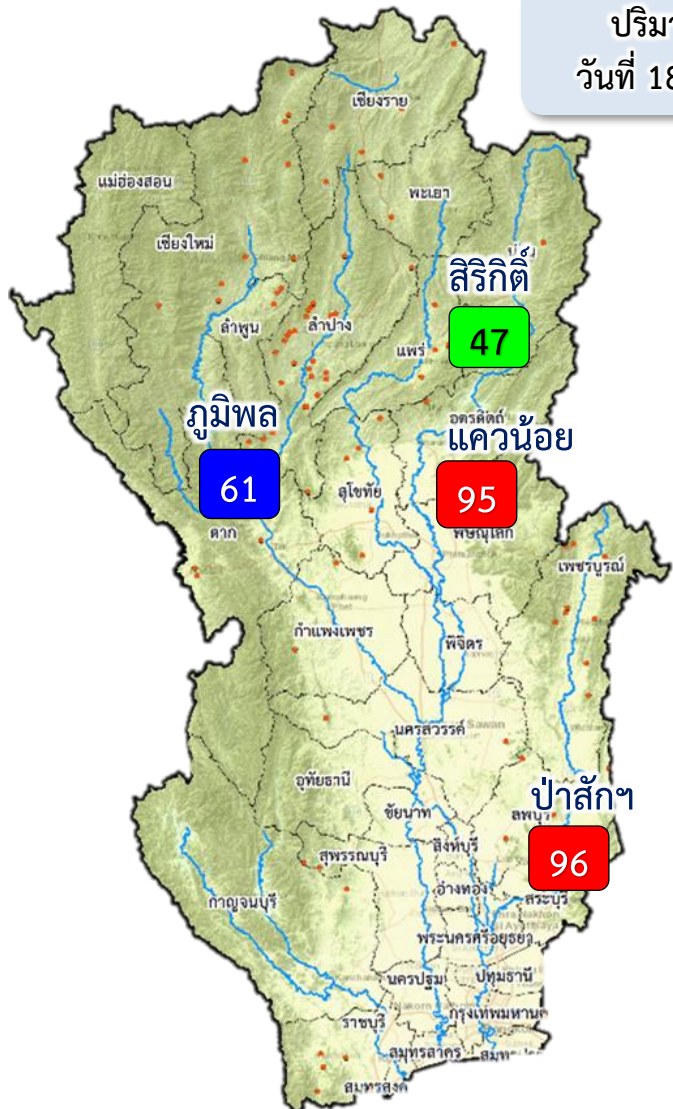 ปริมา
วันที่ 18
เชียงราย
แม่ฮ่องสอน
พะเยา
เชียงใหม่
น่าน
สิริกิติ์
47
ลำพูน
ลำปาง
แพร่
ภูมิพล
61
อุตรดิตถ์
แควน้อย
95
สุโขทัย
ตาก
พิษณุโลก
เพชรบูรณ์
กำแพงเพชร
พิจิตร
นครสวรรค์
Sawan
อุทัยธานี
ป่าสักฯ
96
ชัยนาท
ลพบุรี
สิงห์บุรี
สุพรรณบุรี
อ่างทอง
สระบุรี
กาญจนบุรี
พระนครศรีอยุธยา
นครปฐม
ปทุมธานี
กรุงเทพมหานค
ราชบุรี
สมุทรสาคร
สมุทรปร
สมุทรสงค